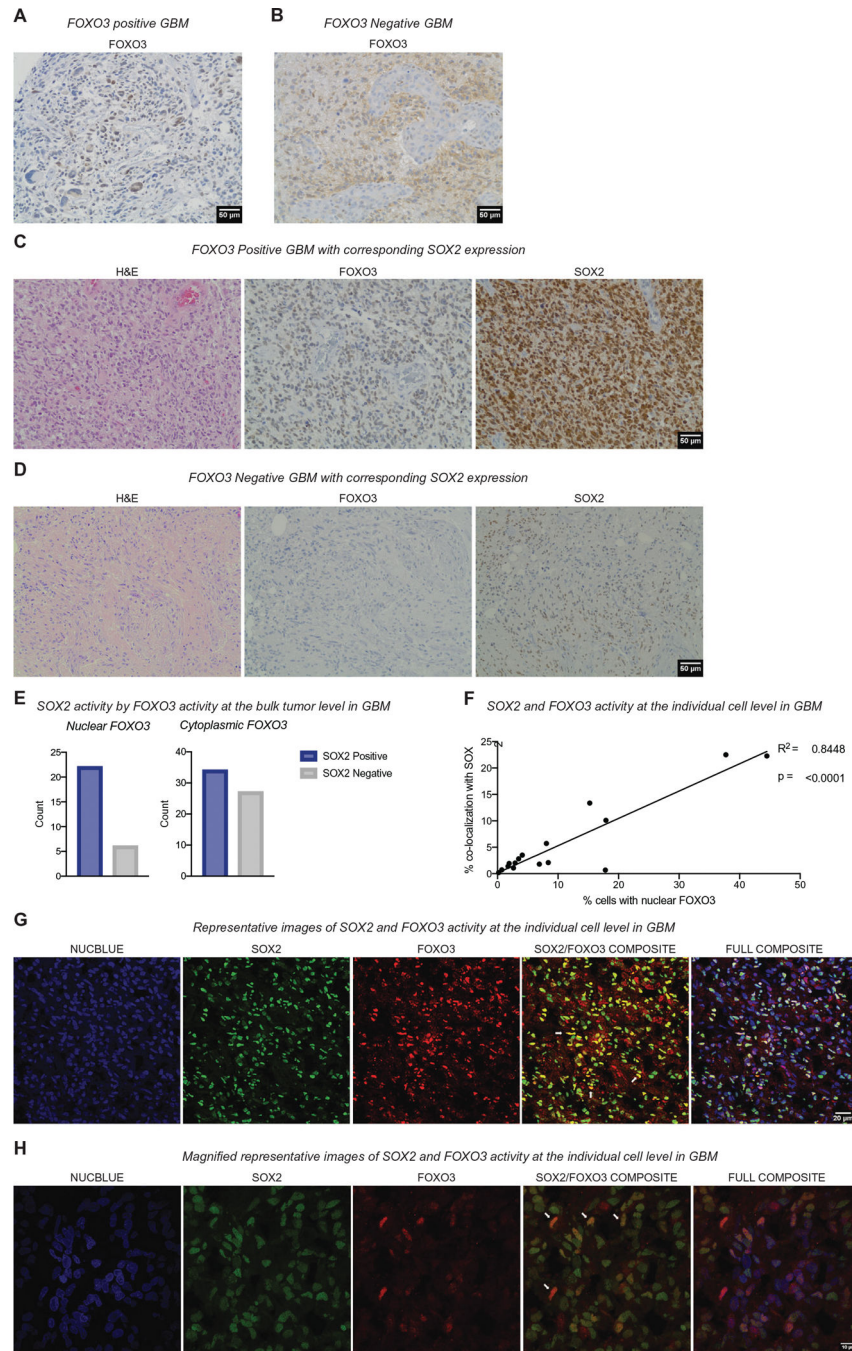 A
FOXO3 positive GBM
FOXO3
50 µm
B
FOXO3 Negative GBM
FOXO3
50 µm
C
FOXO3 Positive GBM with corresponding SOX2 expression
H&E
FOXO3
SOX2
50 µm
D
FOXO3 Negative GBM with corresponding SOX2 expression
H&E
FOXO3
SOX2
50 µm
E
SOX2 activity by FOXO3 activity at the bulk tumor level in GBM
Nuclear FOXO3
Cytoplasmic FOXO3
25
20
15
10
5
0
Count
40
30
20
10
0
Count
SOX2 Positive
SOX2 Negative
F
SOX2 and FOXO3 activity at the individual cell level in GBM
25
20
15
10
5
0
% co-localization with SOX2
0
10
20
30
40
50
% cells with nuclear FOXO3
R2 = 0.8448
p = <0.0001
G
Representative images of SOX2 and FOXO3 activity at the individual cell level in GBM
NUCBLUE
SOX2
FOXO3
SOX2/FOXO3 COMPOSITE
FULL COMPOSITE
20 µm
H
Magnified representative images of SOX2 and FOXO3 activity at the individual cell level in GBM
NUCBLUE
SOX2
FOXO3
SOX2/FOXO3 COMPOSITE
FULL COMPOSITE
10 µm